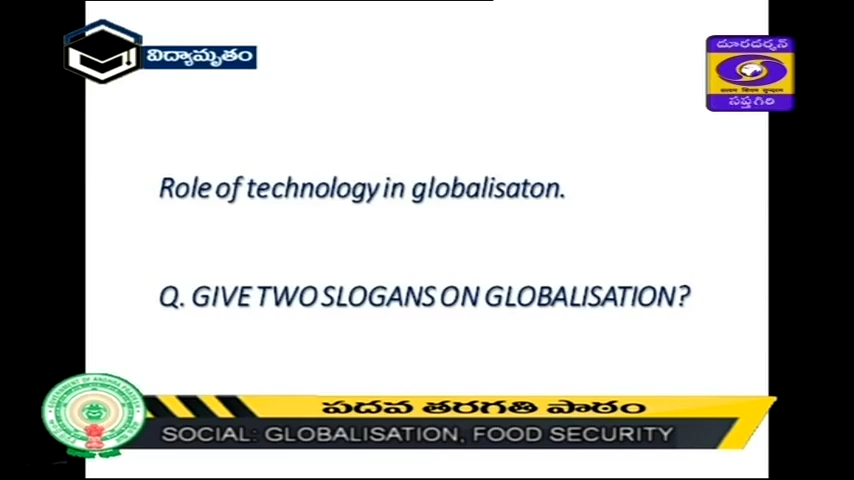 విద్యామృతం
దూరదర్శన్
సప్తగిరి
Role of technology in globalisaton.
Q. GIVE TWO SLOGANS ON GLOBALISATION?
పదవ తరగతి పాఠం
SOCIAL: GLOBALISATION, FOOD SECURITY